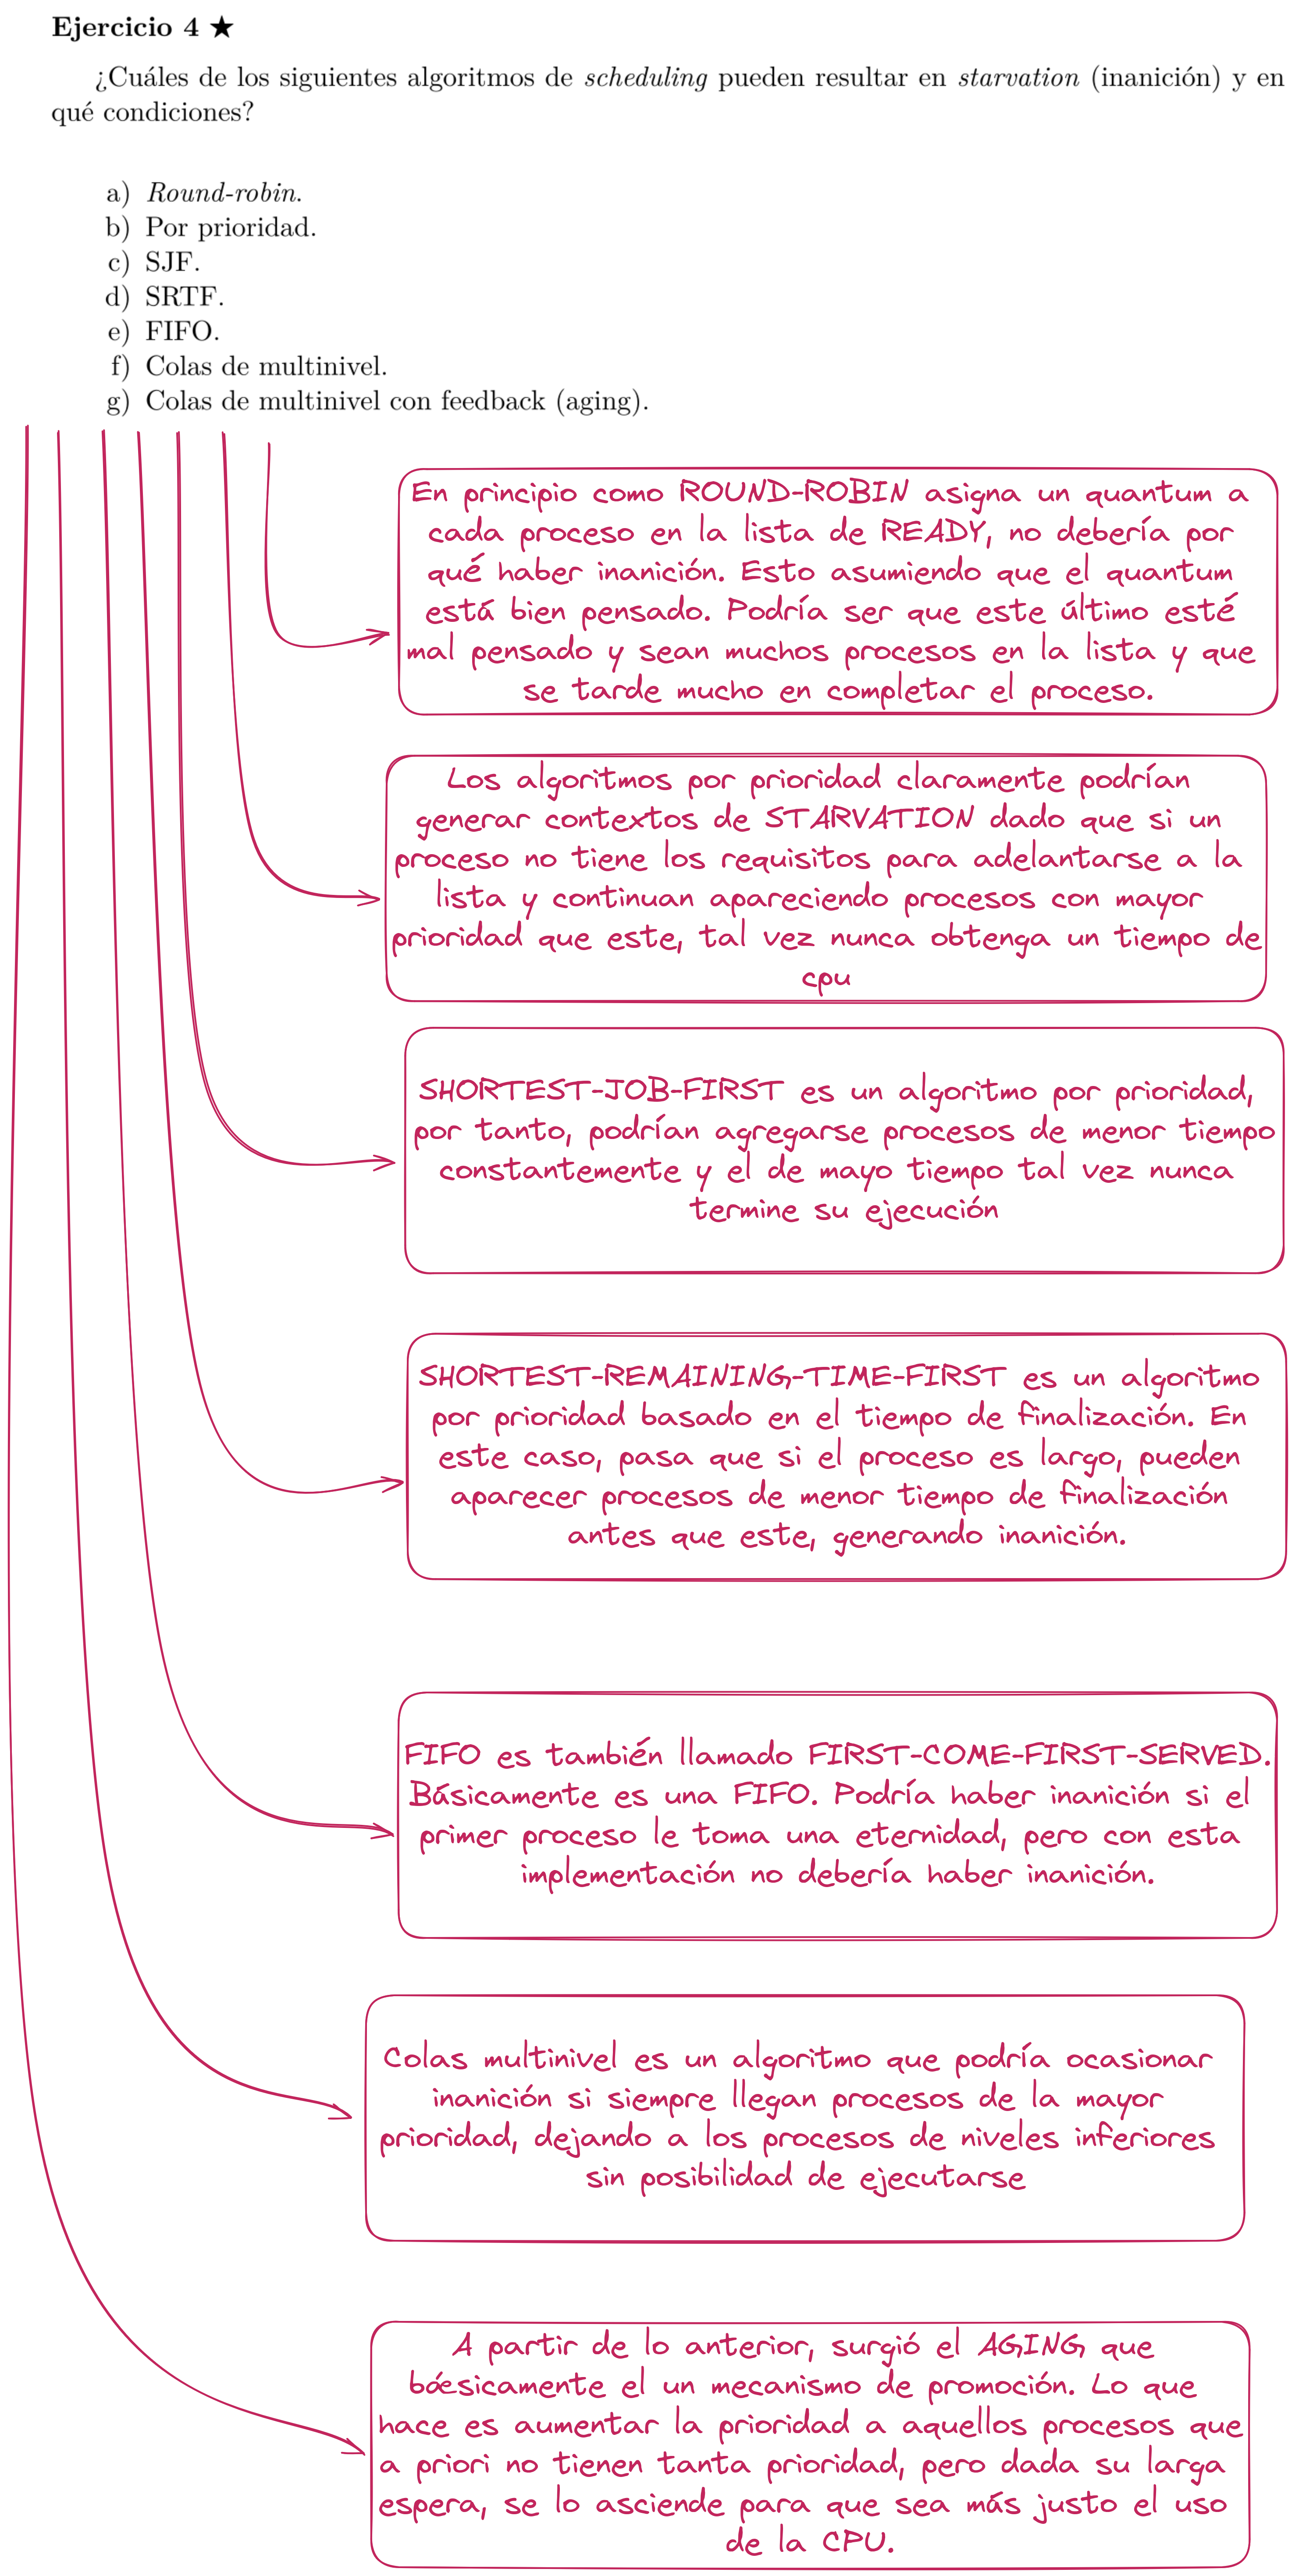 Ejercicio 4 ★
¿Cuáles de los siguientes algoritmos de scheduling pueden resultar en starvation (inanición) y en
qué condiciones?
a) Round-robin.
b) Por prioridad.
c) SJF.
d) SRTF.
e) FIFO.
f) Colas de multinivel.
g) Colas de multinivel con feedback (aging).
En principio como ROUND-ROBIN asigna un quantum a
cada proceso en la lista de READY, no debería por
qué haber inanición. Esto asumiendo que el quantum
está bien pensado. Podría ser que este último esté
mal pensado y sean muchos procesos en la lista y que
se tarde mucho en completar el proceso.
Los algoritmos por prioridad claramente podrían
generar contextos de STARVATION dado que si un
proceso no tiene los requisitos para adelantarse a la
lista y continuan apareciendo procesos con mayor
prioridad que este, tal vez nunca obtenga un tiempo de
cpu
SHORTEST-JOB-FIRST es un algoritmo por prioridad,
por tanto, podrían agregarse procesos de menor tiempo
constantemente y el de mayo tiempo tal vez nunca
termine su ejecución
SHORTEST-REMAINING-TIME-FIRST es un algoritmo
por prioridad basado en el tiempo de finalización. En
este caso, pasa que si el proceso es largo, pueden
aparecer procesos de menor tiempo de finalización
antes que este, generando inanición.
FIFO es también llamado FIRST-COME-FIRST-SERVED.
Básicamente es una FIFO. Podría haber inanición si el
primer proceso le toma una eternidad, pero con esta
implementación no debería haber inanición.
Colas multinivel es un algoritmo que podría ocasionar
inanición si siempre llegan procesos de la mayor
prioridad, dejando a los procesos de niveles inferiores
sin posibilidad de ejecutarse
A partir de lo anterior, surgió el AGING que
báesicamente el un mecanismo de promoción. Lo que
hace es aumentar la prioridad a aquellos procesos que
a priori no tienen tanta prioridad, pero dada su larga
espera, se lo asciende para que sea más justo el uso
de la CPU.